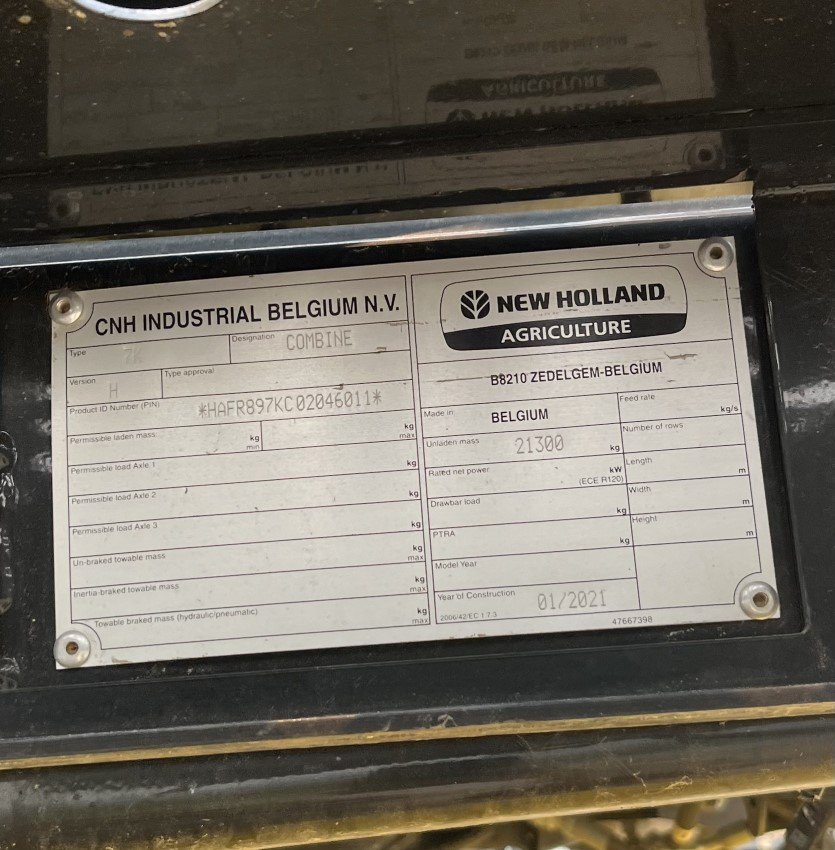 CNH INDUSTRIAL BELGIUM N.V.
Type 7K Designation COMBINE
Version H Type approval
Product ID Number (PIN) *HAFR897KC02046011*
Permissible laden mass kg min kg max
Permissible load Axle 1 kg
Permissible load Axle 2 kg
Permissible load Axle 3 kg
Un-braked towable mass kg max
Inertia-braked towable mass kg max
Towable braked mass (hydraulic/pneumatic) kg max
NEW HOLLAND
AGRICULTURE
B8210 ZEDELGEM-BELGIUM
Made in BELGIUM Feed rate kg/s
Unladen mass 21300 kg Number of rows
Rated net power kW (ECE R120) Length m
Drawbar load kg Width m
PTRA kg Height m
Model Year
Year of Construction 01/2021
2006/42/EC-1.7.3 47667398